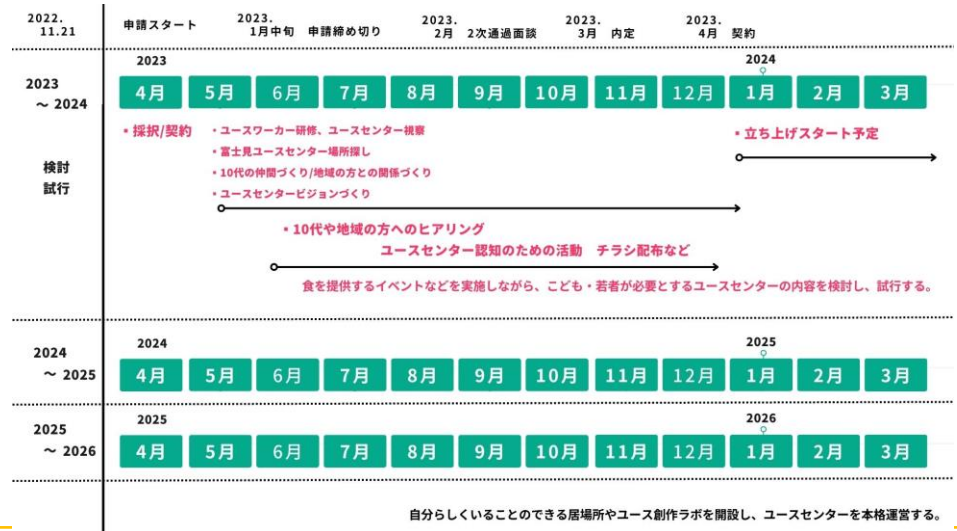 2022.
11.21
申請スタート
2023.
1月中旬 申請締め切り
2023.
2月 2次通過面談
2023.
3月 内定
2023.
4月 契約
2023
～ 2024
2023
2024
4月 5月 6月 7月 8月 9月 10月 11月 12月 1月 2月 3月
検討
試行
・採択/契約
・ユースワーカー研修、ユースセンター視察
・富士見ユースセンター場所探し
・10代の仲間づくり/地域の方との関係づくり
・ユースセンタービジョンづくり
・立ち上げスタート予定
・10代や地域の方へのヒアリング
ユースセンター認知のための活動 チラシ配布など
食を提供するイベントなどを実施しながら、こども・若者が必要とするユースセンターの内容を検討し、試行する。
2024
～ 2025
2024
2025
4月 5月 6月 7月 8月 9月 10月 11月 12月 1月 2月 3月
2025
～ 2026
2025
2026
4月 5月 6月 7月 8月 9月 10月 11月 12月 1月 2月 3月
自分らしくいることのできる居場所やユース創作ラボを開設し、ユースセンターを本格運営する。